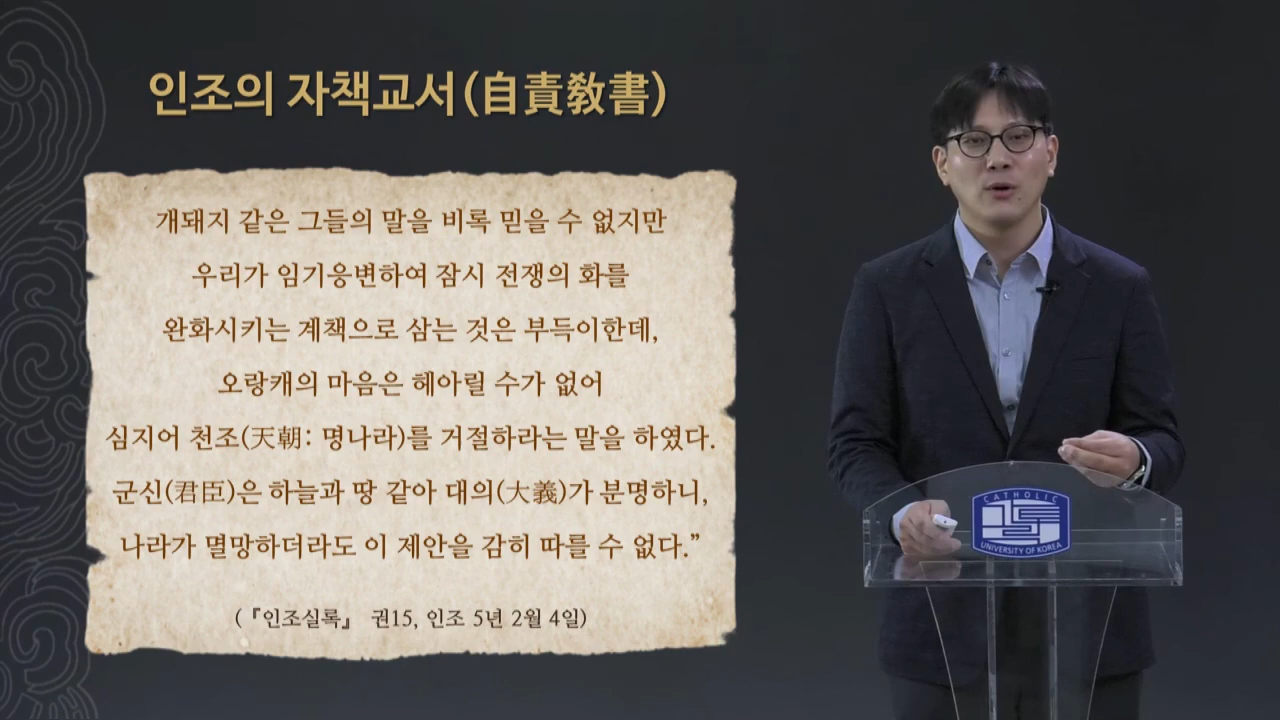 인조의 자책교서(自責敎書)
개돼지 같은 그들의 말을 비록 믿을 수 없지만
우리가 임기응변하여 잠시 전쟁의 화를
완화시키는 계책으로 삼는 것은 부득이한데,
오랑캐의 마음은 헤아릴 수가 없어
심지어 천조(天朝: 명나라)를 거절하라는 말을 하였다.
군신(君臣)은 하늘과 땅 같아 대의(大義)가 분명하니,
나라가 멸망하더라도 이 제안을 감히 따를 수 없다.”
(『인조실록』 권15, 인조 5년 2월 4일)
CATHOLIC
UNIVERSITY OF KOREA